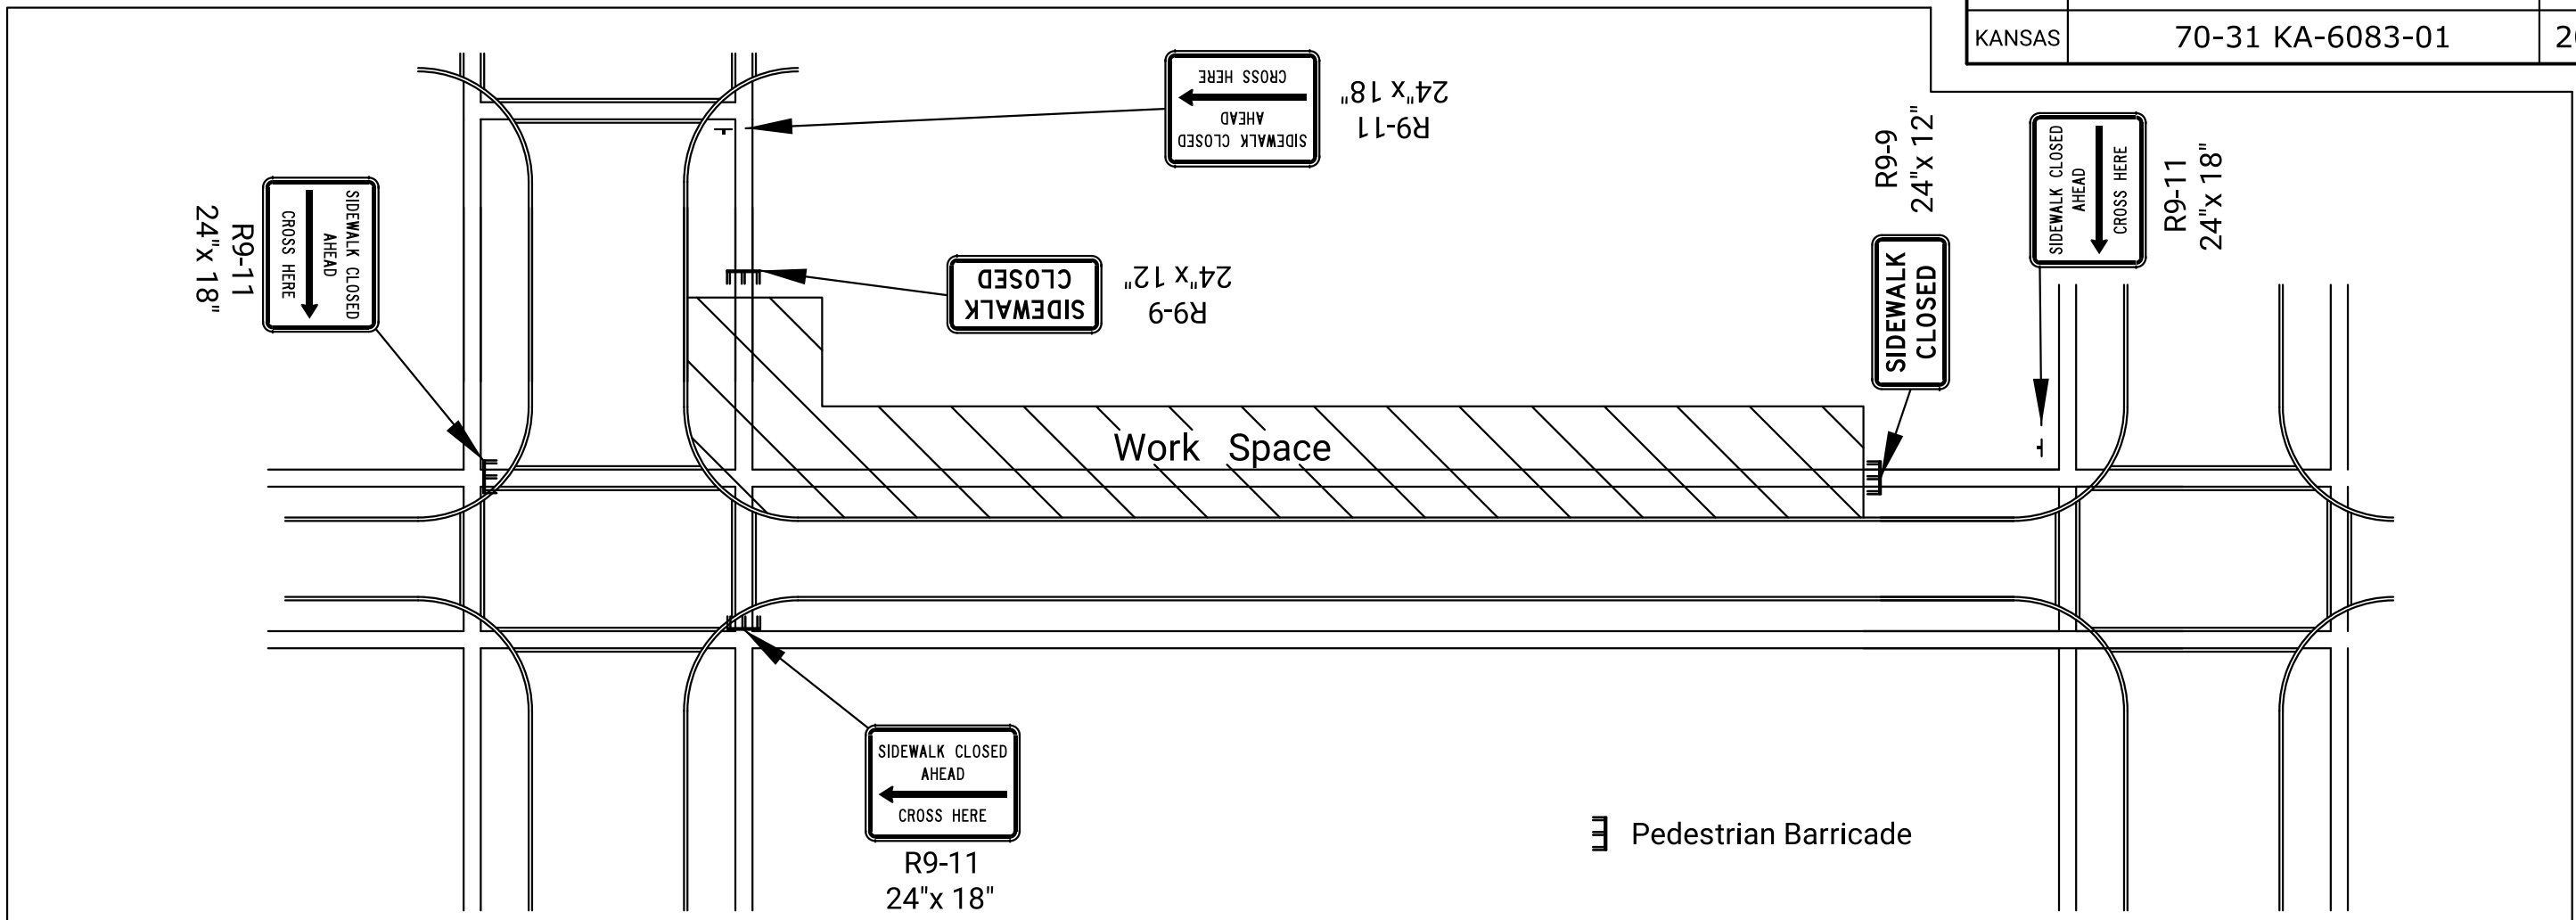 KANSAS 70-31 KA-6083-01
SIDEWALK CLOSED
AHEAD
CROSS HERE
R9-11
24"x 18"
R9-9
24"x 12"
SIDEWALK CLOSED
AHEAD
CROSS HERE
R9-11
24"x 18"
SIDEWALK CLOSED
AHEAD
CROSS HERE
R9-11
24"x 18"
SIDEWALK
CLOSED
R9-9
24"x 12"
SIDEWALK
CLOSED
Work Space
SIDEWALK CLOSED
AHEAD
CROSS HERE
R9-11
24"x 18"
Pedestrian Barricade